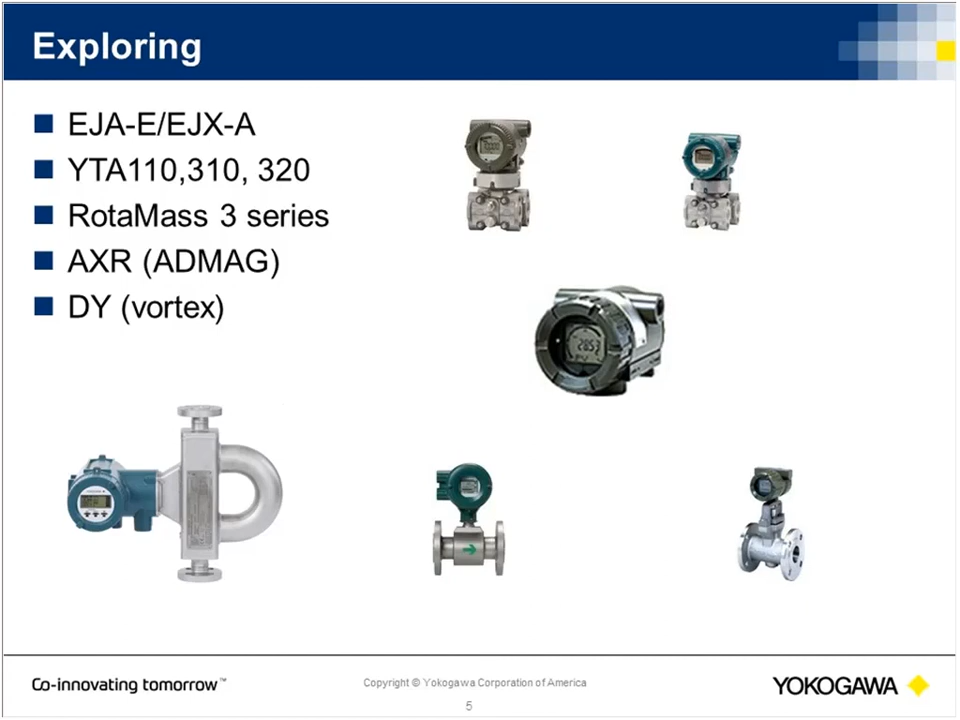 Exploring
EJA-E/EJX-A
YTA110,310, 320
RotaMass 3 series
AXR (ADMAG)
DY (vortex)
2853
Co-innovating tomorrow™
Copyright © Yokogawa Corporation of America
YOKOGAWA
5